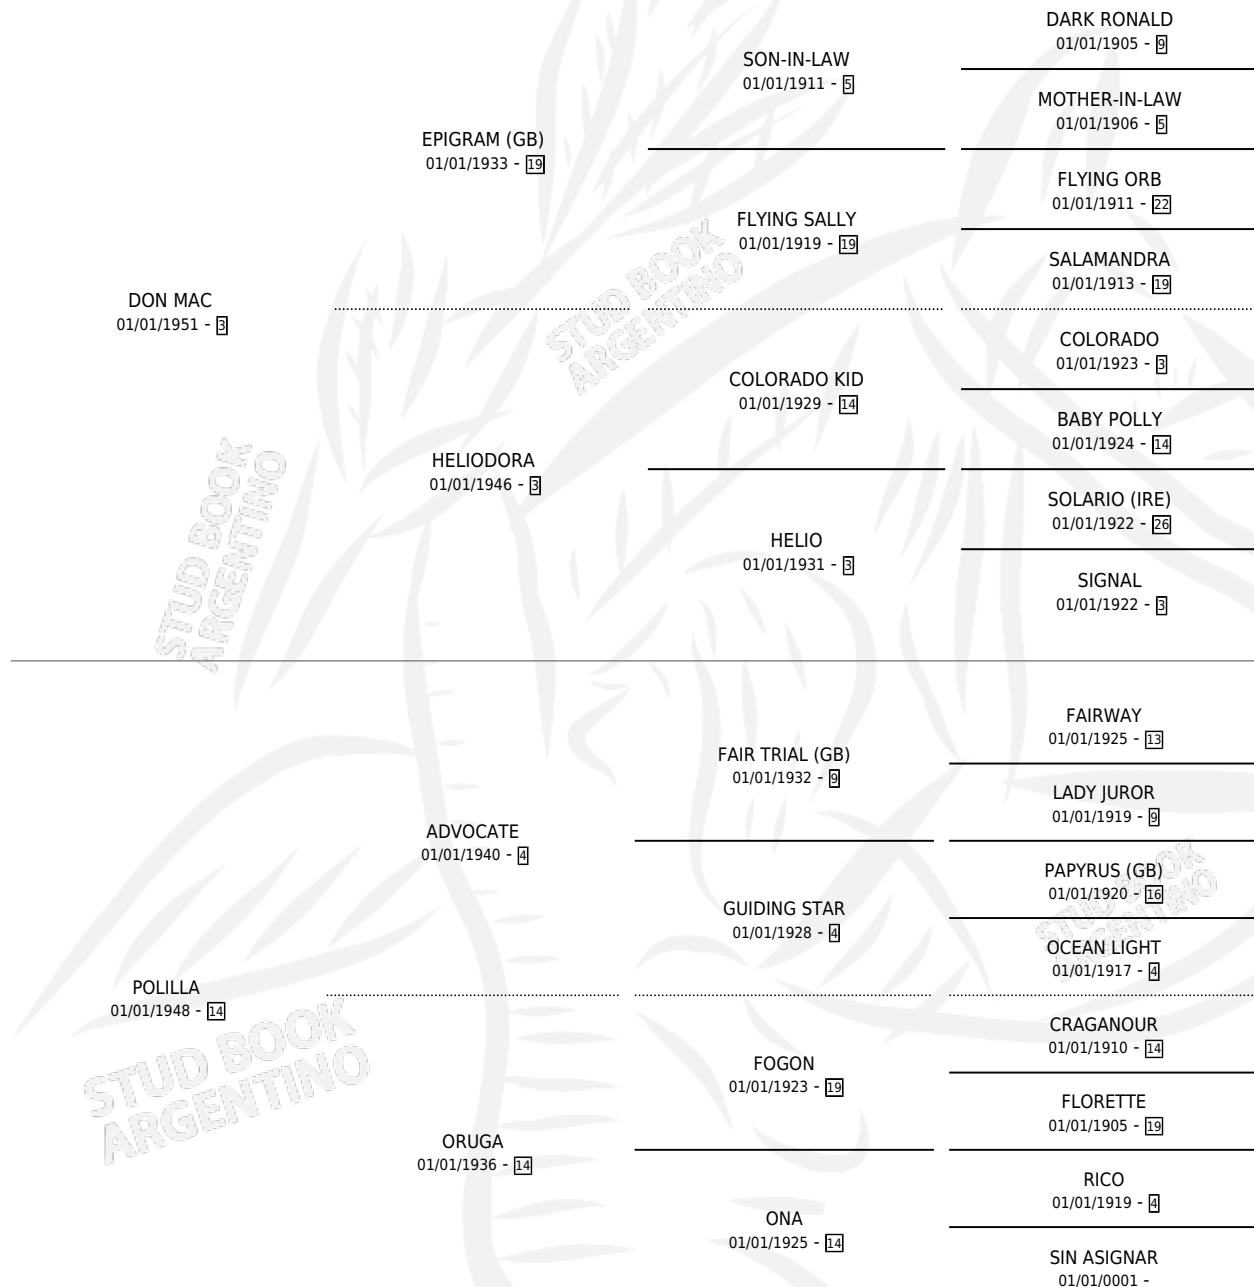 DARK RONALD
01/01/1905 - 9
SON-IN-LAW
01/01/1911 - 5
MOTHER-IN-LAW
01/01/1906 - 5
EPIGRAM (GB)
01/01/1933 - 19
FLYING ORB
01/01/1911 - 22
FLYING SALLY
01/01/1919 - 19
SALAMANDRA
01/01/1913 - 19
DON MAC
01/01/1951 - 3
COLORADO
01/01/1923 - 3
COLORADO KID
01/01/1929 - 14
BABY POLLY
01/01/1924 - 14
HELIODORA
01/01/1946 - 3
SOLARIO (IRE)
01/01/1922 - 26
HELIO
01/01/1931 - 3
SIGNAL
01/01/1922 - 3
FAIRWAY
01/01/1925 - 13
FAIR TRIAL (GB)
01/01/1932 - 9
LADY JUROR
01/01/1919 - 9
ADVOCATE
01/01/1940 - 4
PAPYRUS (GB)
01/01/1920 - 16
GUIDING STAR
01/01/1928 - 4
OCEAN LIGHT
01/01/1917 - 4
POLILLA
01/01/1948 - 14
CRAGANOUR
01/01/1910 - 14
FOGON
01/01/1923 - 19
FLORETTE
01/01/1905 - 19
ORUGA
01/01/1936 - 14
RICO
01/01/1919 - 4
ONA
01/01/1925 - 14
SIN ASIGNAR
01/01/0001 -
STUD BOOK
ARGENTINO
STUD BOOK
ARGENTINO
STUD BOOK
ARGENTINO
STUD BOOK
ARGENTINO